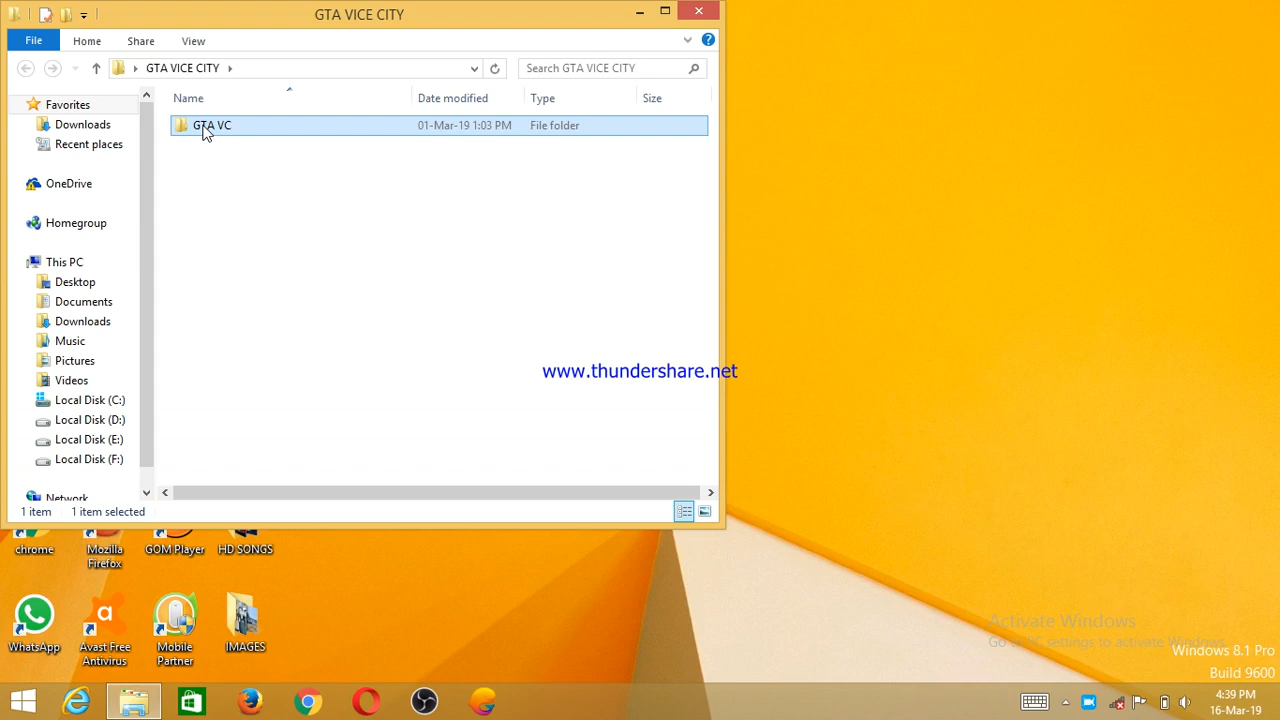 GTA VICE CITY
File Home Share View
GTA VICE CITY
Search GTA VICE CITY
Name Date modified Type Size
GTA VC 01-Mar-19 1:03 PM File folder
Favorites
Downloads
Recent places
OneDrive
Homegroup
This PC
Desktop
Documents
Downloads
Music
Pictures
Videos
Local Disk (C:)
Local Disk (D:)
Local Disk (E:)
Local Disk (F:)
Network
1 item 1 item selected
www.thundershare.net
chrome
Mozilla
Firefox
GOM Player
HD SONGS
WhatsApp
Avast Free
Antivirus
Mobile
Partner
IMAGES
Activate Windows
Go to PC settings to activate Windows.
Windows 8.1 Pro
Build 9600
4:39 PM
16-Mar-19